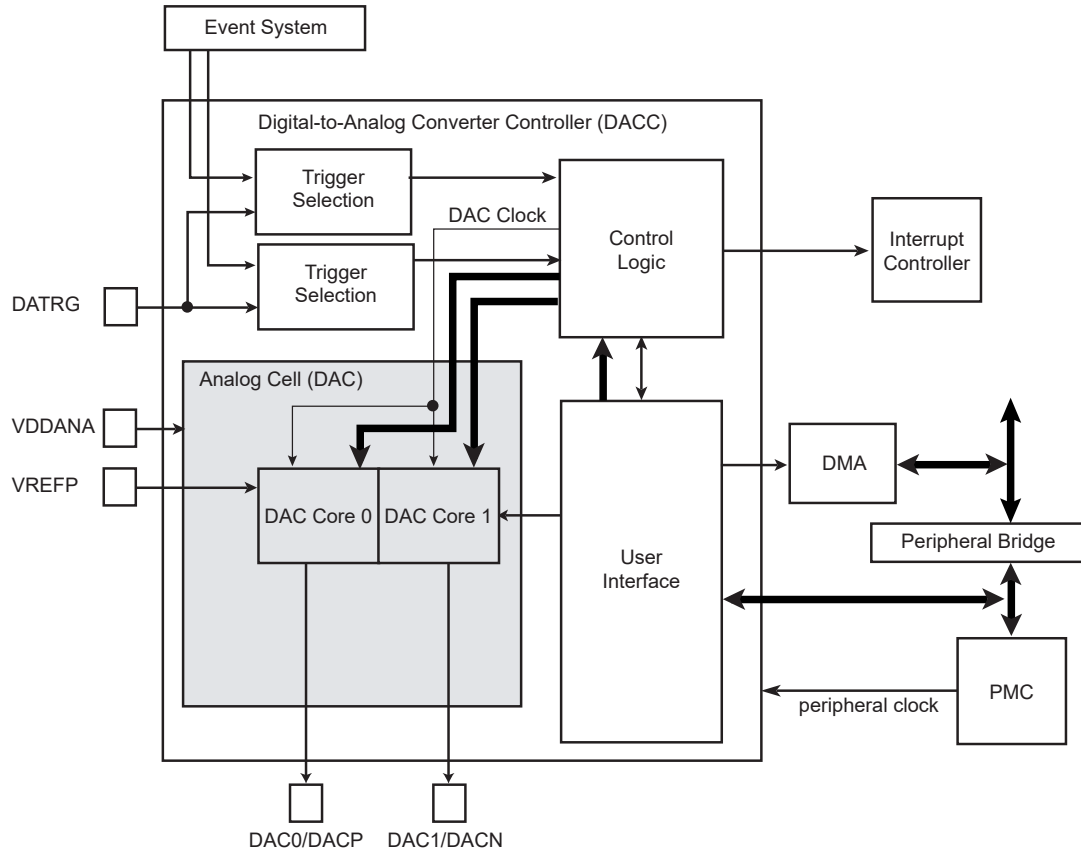 Event System
Digital-to-Analog Converter Controller (DACC)
Trigger
Selection
DAC Clock
Control
Logic
Interrupt
Controller
Trigger
Selection
DATRG
Analog Cell (DAC)
VDDANA
VREFP
DAC Core 0
DAC Core 1
DMA
Peripheral Bridge
User
Interface
PMC
peripheral clock
DAC0/DACP
DAC1/DACN